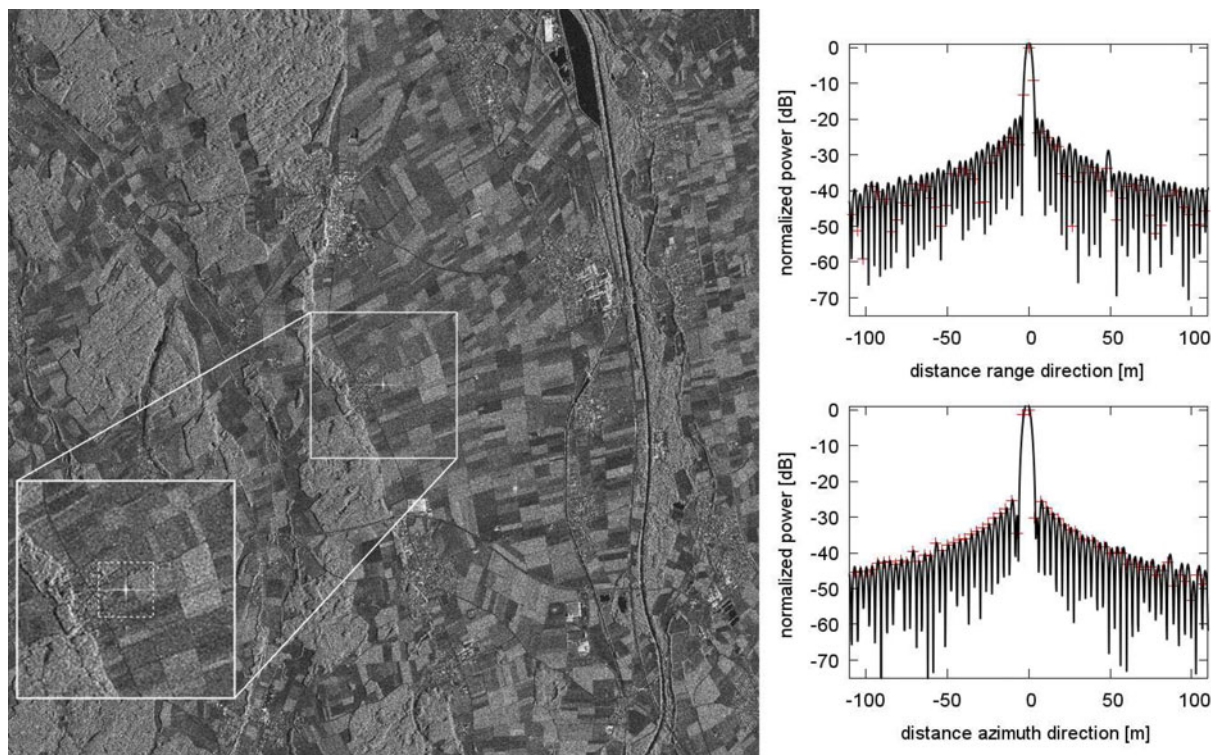 0
-10
-20
-30
-40
-50
-60
-70
normalized power [dB]
-100 -50 0 50 100
distance range direction [m]
0
-10
-20
-30
-40
-50
-60
-70
normalized power [dB]
-100 -50 0 50 100
distance azimuth direction [m]